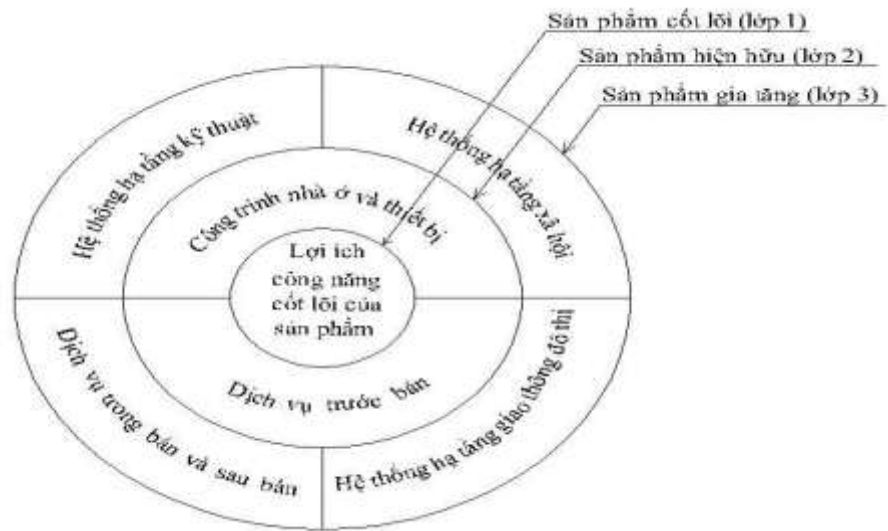 Sản phẩm cốt lõi (lớp 1)
Sản phẩm hiện hữu (lớp 2)
Sản phẩm gia tăng (lớp 3)
Hệ thống hạ tầng kỹ thuật
Hệ thống hạ tầng xã hội
Công trình nhà ở và thiết bị
Lợi ích
công năng
cốt lõi của
sản phẩm
Dịch vụ trước bán
Dịch vụ trong bán và sau bán
Hệ thống hạ tầng giao thông đô thị